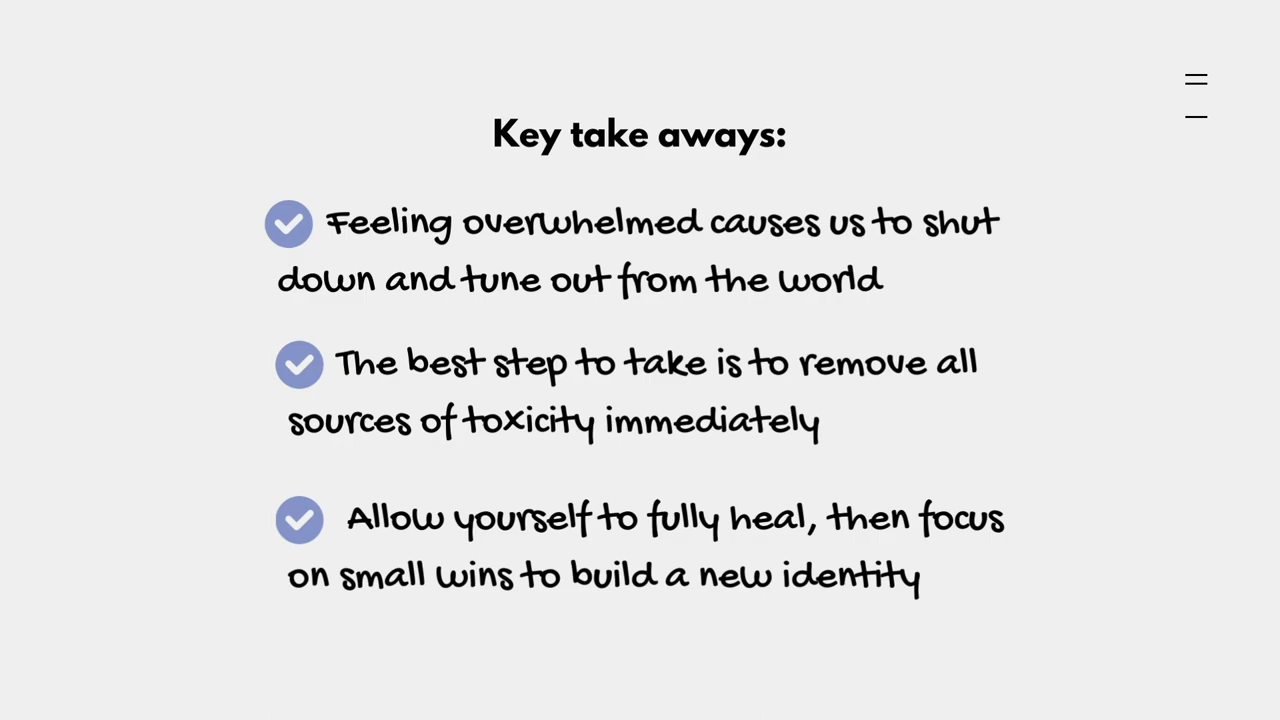 Key take aways:
Feeling overwhelmed causes us to shut
down and tune out from the world
The best step to take is to remove all
sources of toxicity immediately
Allow yourself to fully heal, then focus
on small wins to build a new identity